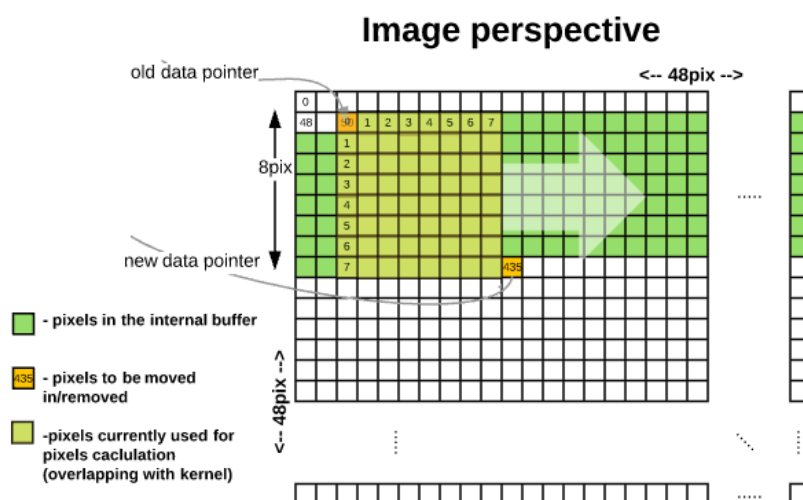 Image perspective
<-- 48pix -->
old data pointer
0
48 50 0 1 2 3 4 5 6 7
1
8pix
2
3
4
5
6
new data pointer
7 435
.....
- pixels in the internal buffer
435 - pixels to be moved
in/removed
-pixels currently used for
pixels caclulation
(overlapping with kernel)
<-- 48pix -->
.....
.....
.....
.....